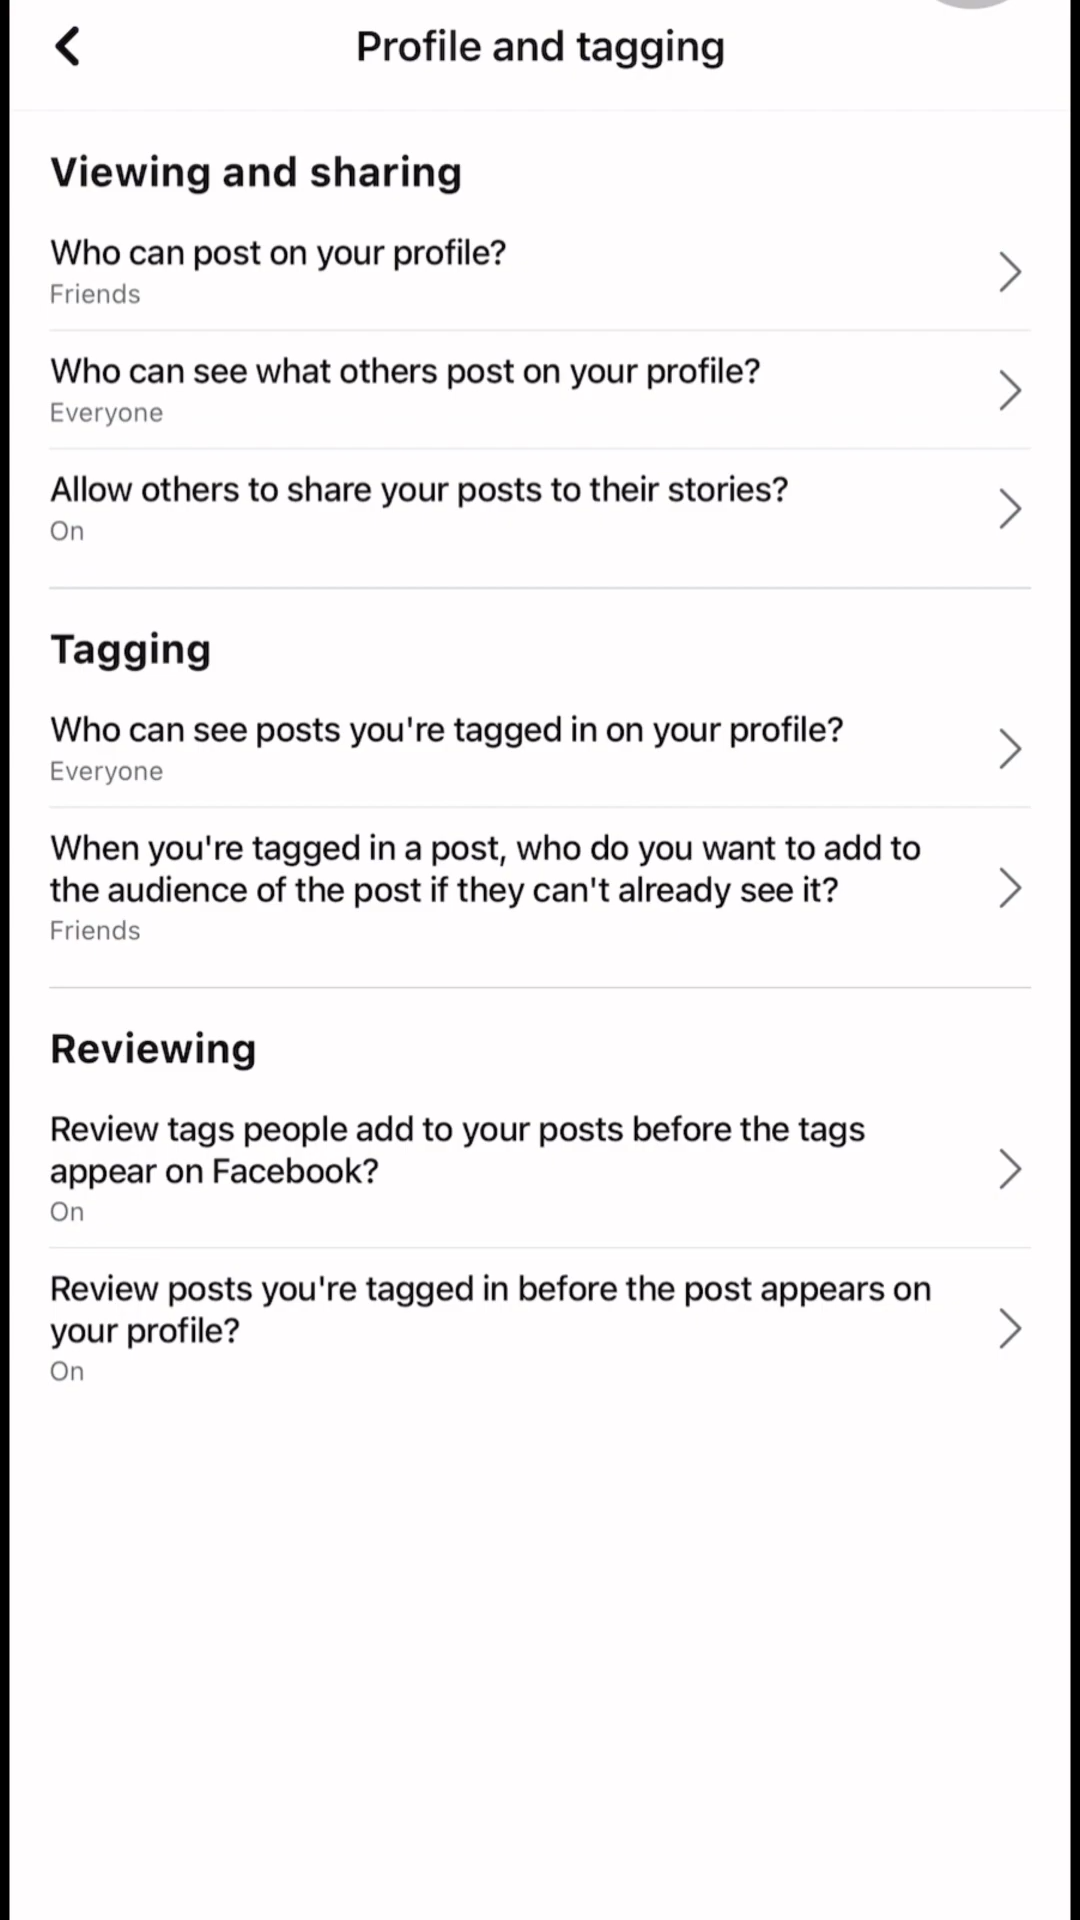 Profile and tagging
Viewing and sharing
Who can post on your profile?
Friends
Who can see what others post on your profile?
Everyone
Allow others to share your posts to their stories?
On
Tagging
Who can see posts you're tagged in on your profile?
Everyone
When you're tagged in a post, who do you want to add to
the audience of the post if they can't already see it?
Friends
Reviewing
Review tags people add to your posts before the tags
appear on Facebook?
On
Review posts you're tagged in before the post appears on
your profile?
On